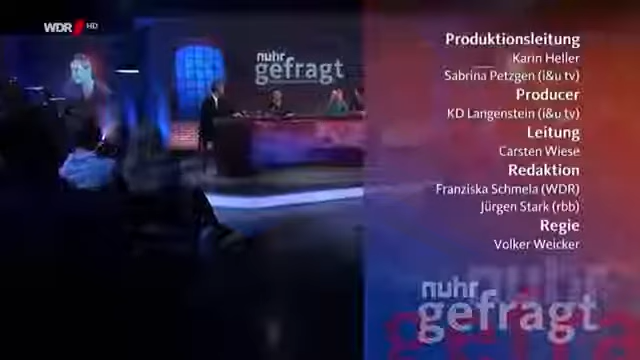 WDR HD
nuhr
gefragt
Produktionsleitung
Karin Heller
Sabrina Petzgen (i&u tv)
Producer
KD Langenstein (i&u tv)
Leitung
Carsten Wiese
Redaktion
Franziska Schmela (WDR)
Jürgen Stark (rbb)
Regie
Volker Weicker
nuhr
gefragt